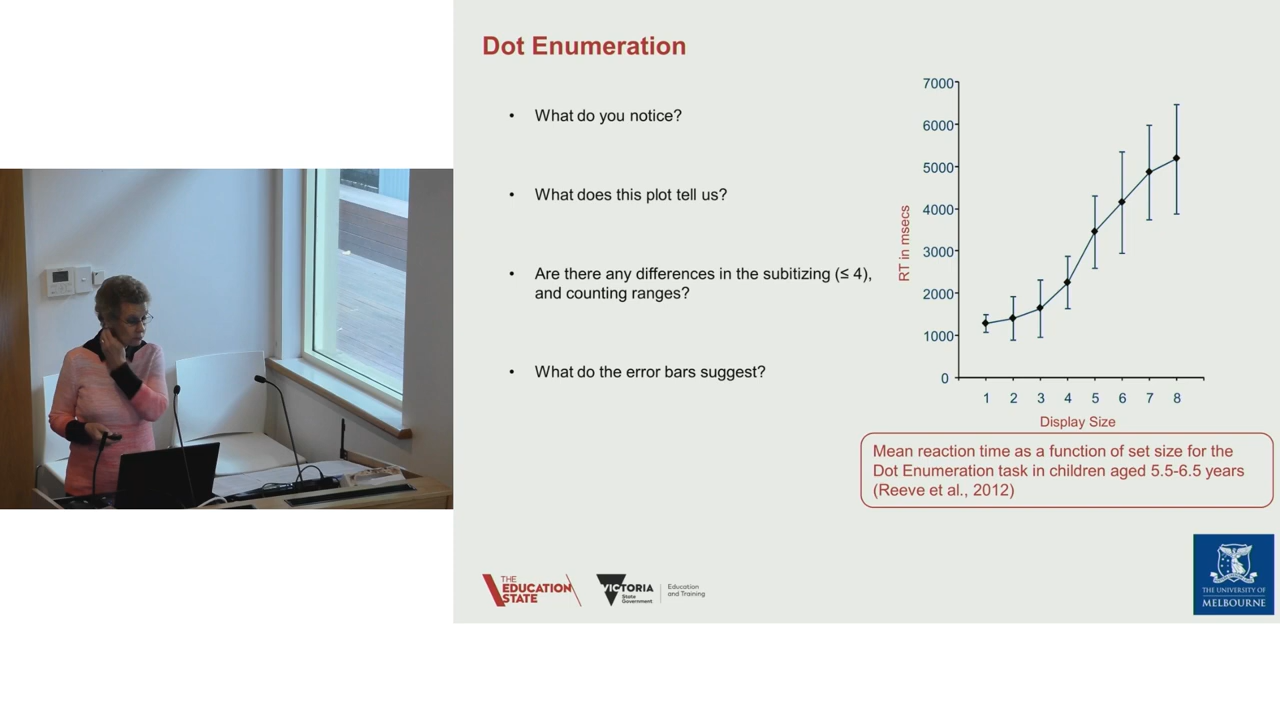 Dot Enumeration
• What do you notice?
• What does this plot tell us?
• Are there any differences in the subitizing (≤ 4),
and counting ranges?
• What do the error bars suggest?
7000
6000
5000
4000
3000
2000
1000
0
RT in msecs
1 2 3 4 5 6 7 8
Display Size
Mean reaction time as a function of set size for the
Dot Enumeration task in children aged 5.5-6.5 years
(Reeve et al., 2012)
THE
EDUCATION
STATE
VICTORIA
State
Government
Education
and Training
THE UNIVERSITY OF
MELBOURNE